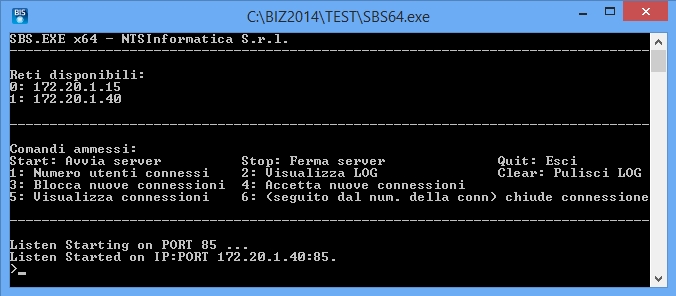 C:\BIZ2014\TEST\SBS64.exe
BIS
SBS.EXE x64 - NTSInformatica S.r.l.
Reti disponibili:
0: 172.20.1.15
1: 172.20.1.40
Comandi ammessi:
Start: Avvia server Stop: Ferma server Quit: Esci
1: Numero utenti connessi 2: Visualizza LOG Clear: Pulisci LOG
3: Blocca nuove connessioni 4: Accetta nuove connessioni
5: Visualizza connessioni 6: (seguito dal num. della conn) chiude connessione
Listen Starting on PORT 85 ...
Listen Started on IP:PORT 172.20.1.40:85.
>_